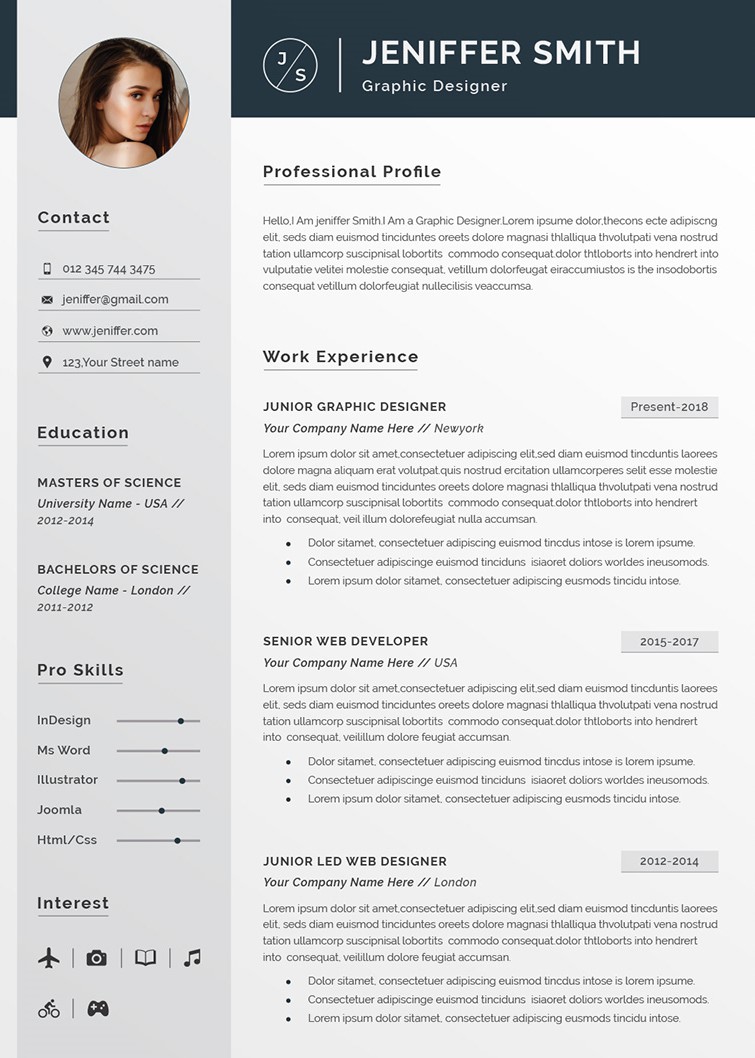 J
S
JENIFFER SMITH
Graphic Designer
Contact
012 345 744 3475
jeniffer@gmail.com
www.jeniffer.com
123,Your Street name
Education
MASTERS OF SCIENCE
University Name - USA //
2012-2014
BACHELORS OF SCIENCE
College Name - London //
2011-2012
Pro Skills
InDesign
Ms Word
Illustrator
Joomla
Html/Css
Interest
Professional Profile
Hello,I Am jeniffer Smith.I Am a Graphic Designer.Lorem ipsume dolor,thecons ecte adipiscng
elit, seds diam euismod tinciduntes oreets dolore magnasi thlalliqua thvolutpati vena nostrud
tation ullamcorp suscipnisal lobortits commodo consequat.dolor thtloborts into hendrert into
vulputatie velitei molestie consequat, vetillum dolorfeugat eiraccumiustos is the insodobortis
consequat vetillum dolorfeugiat nullecilisis veaccumsa.
Work Experience
JUNIOR GRAPHIC DESIGNER
Present-2018
Your Company Name Here // Newyork
Lorem ipsum dolor sit amet,consectetuer adipiscing elit,sed diam euismod tincduntis laorees
dolore magna aliquam erat volutpat.quis nostrud ercitation ullamcorperes selit esse molestie
elit, seds diam euismod tinciduntes oreets dolore magnasi thlalliqua thvolutpati vena nostrud
tation ullamcorp suscipnisal lobortits commodo consequat.dolor thtloborts into hendrert
into consequat, veil illum dolorefeugiat nulla accumsan.
• Dolor sitamet, consectetuer adipiscing euismod tincdus intose is lorem ipsume.
• Consectetuer adipiscinge euismod tinciduns isiaoret doliors worldes ineusomods.
• Lorem ipsum dolor sitamet, consectetuer adipiscing eusmods tincidu intose.
SENIOR WEB DEVELOPER
2015-2017
Your Company Name Here // USA
Lorem ipsum dolor sit amet,consectetuer adipiscing elit,sed diam euismod tincduntis laorees
elit, seds diam euismod tinciduntes oreets dolore magnasi thlalliqua thvolutpati vena nostrud
tation ullamcorp suscipnisal lobortits commodo consequat.dolor thtloborts into hendrert
into consequat, veilillum dolore feugiat accumsan.
• Dolor sitamet, consectetuer adipiscing euismod tincdus intose is lorem ipsume.
• Consectetuer adipiscinge euismod tinciduns isiaoret doliors worldes ineusomods.
• Lorem ipsum dolor sitamet, consectetuer adipiscing eusmods tincidu intose.
JUNIOR LED WEB DESIGNER
2012-2014
Your Company Name Here // London
Lorem ipsum dolor sit amet,consectetuer adipiscing elit,sed diam euismod tincduntis laorees
elit, seds diam euismod tinciduntes oreets dolore magnasi thlalliqua thvolutpati vena nostrud
tation ullamcorp suscipnisal lobortits commodo consequat.dolor thtloborts into hendrert
into consequat, veilillum dolore feugiat accumsan.
• Dolor sitamet, consectetuer adipiscing euismod tincdus intose is lorem ipsume.
• Consectetuer adipiscinge euismod tinciduns isiaoret doliors worldes ineusomods.
• Lorem ipsum dolor sitamet, consectetuer adipiscing eusmods tincidu intose.